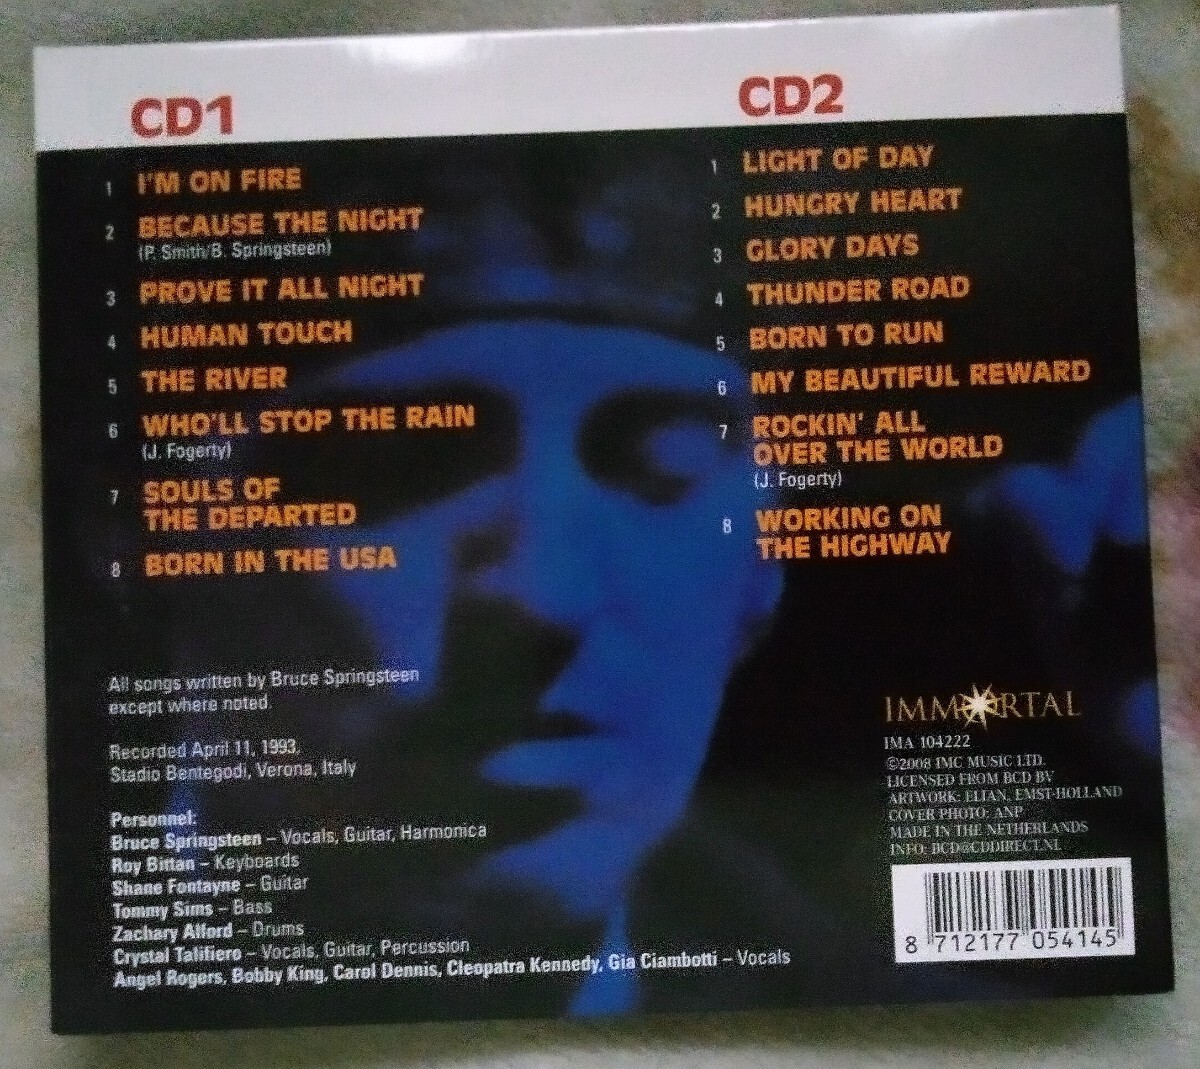 CD1
1 I'M ON FIRE
2 BECAUSE THE NIGHT
(P. Smith/B. Springsteen)
3 PROVE IT ALL NIGHT
4 HUMAN TOUCH
5 THE RIVER
6 WHO'LL STOP THE RAIN
(J. Fogerty)
7 SOULS OF
THE DEPARTED
8 BORN IN THE USA
CD2
1 LIGHT OF DAY
2 HUNGRY HEART
3 GLORY DAYS
4 THUNDER ROAD
5 BORN TO RUN
6 MY BEAUTIFUL REWARD
7 ROCKIN' ALL
OVER THE WORLD
(J. Fogerty)
8 WORKING ON
THE HIGHWAY
All songs written by Bruce Springsteen
except where noted.
Recorded April 11, 1993,
Stadio Bentegodi, Verona, Italy
Personnel:
Bruce Springsteen – Vocals, Guitar, Harmonica
Roy Bittan – Keyboards
Shane Fontayne – Guitar
Tommy Sims – Bass
Zachary Alford – Drums
Crystal Talifiero – Vocals, Guitar, Percussion
Angel Rogers, Bobby King, Carol Dennis, Cleopatra Kennedy, Gia Ciambotti – Vocals
IMMORTAL
IMA 104222
©2008 IMC MUSIC LTD.
LICENSED FROM BCD BV
ARTWORK: ELIAN, EMST-HOLLAND
COVER PHOTO: ANP
MADE IN THE NETHERLANDS
INFO: BCD@CDDIRECT.NL
8 712177 054145